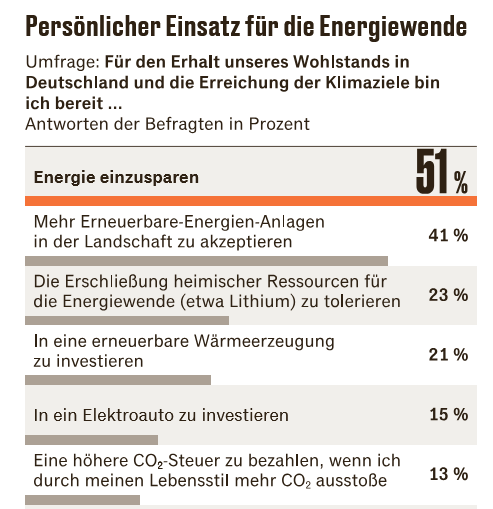 Persönlicher Einsatz für die Energiewende
Umfrage: Für den Erhalt unseres Wohlstands in
Deutschland und die Erreichung der Klimaziele bin
ich bereit ...
Antworten der Befragten in Prozent
Energie einzusparen 51 %
Mehr Erneuerbare-Energien-Anlagen
in der Landschaft zu akzeptieren 41 %
Die Erschließung heimischer Ressourcen für
die Energiewende (etwa Lithium) zu tolerieren 23 %
In eine erneuerbare Wärmeerzeugung
zu investieren 21 %
In ein Elektroauto zu investieren 15 %
Eine höhere CO₂-Steuer zu bezahlen, wenn ich
durch meinen Lebensstil mehr CO₂ ausstoße 13 %